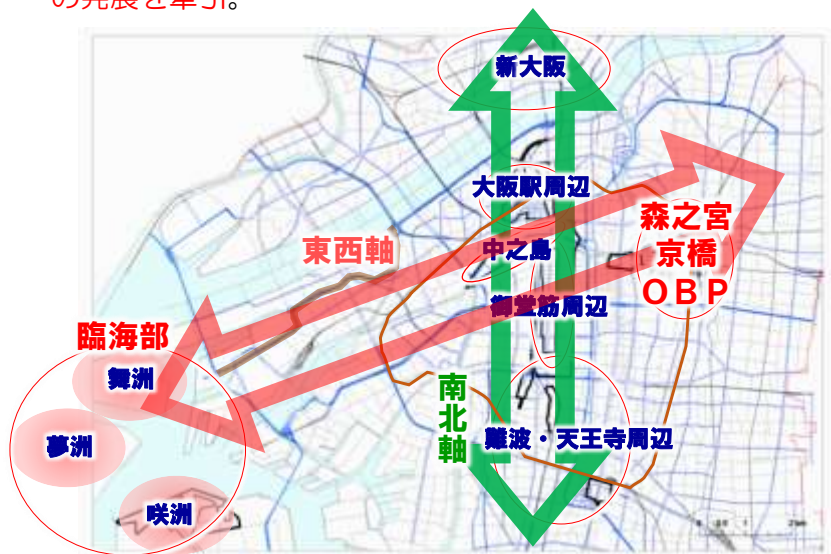 の発展を牽引。
新大阪
大阪駅周辺
森之宮
京橋
ＯＢＰ
中之島
東西軸
御堂筋周辺
臨海部
舞洲
南北軸
夢洲
難波・天王寺周辺
咲洲